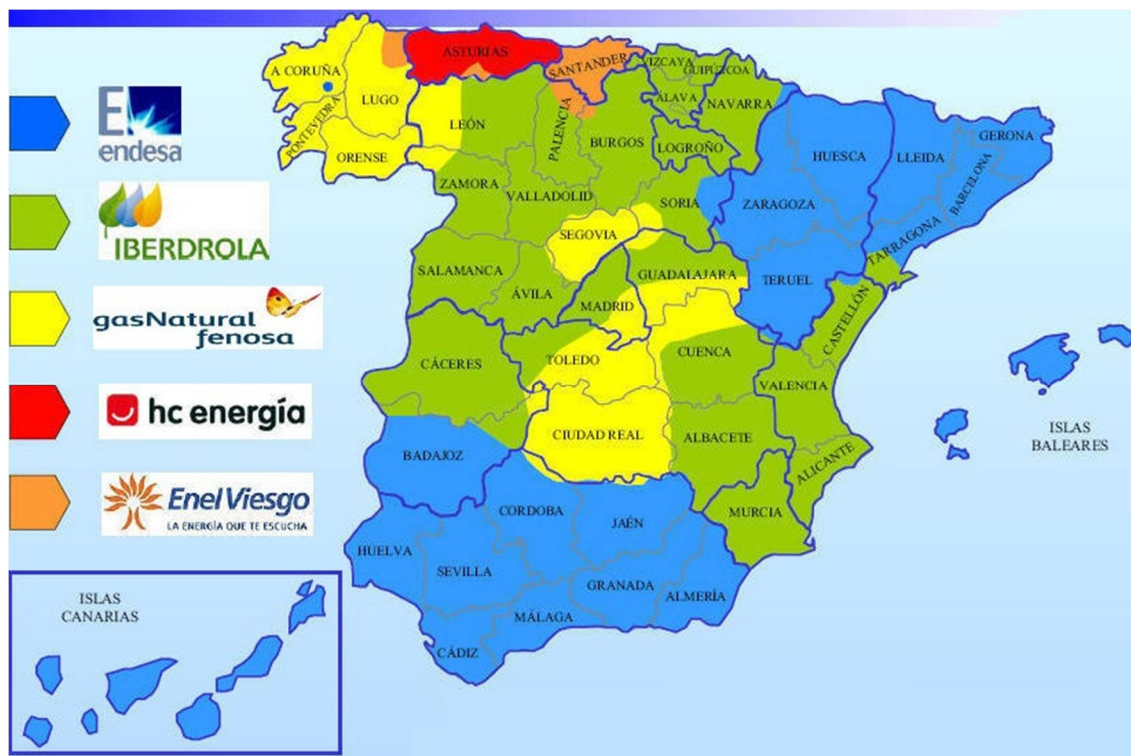 endesa
IBERDROLA
gasNatural
fenosa
hc energía
Enel Viesgo
LA ENERGÍA QUE TE ESCUCHA
A CORUÑA
LUGO
PONTEVEDRA
ORENSE
ASTURIAS
SANTANDER
VIZCAYA
GUIPÚZCOA
ÁLAVA
NAVARRA
LEÓN
PALENCIA
BURGOS
LOGROÑO
HUESCA
LLEIDA
GERONA
BARCELONA
ZAMORA
VALLADOLID
SORIA
ZARAGOZA
TARRAGONA
SEGOVIA
SALAMANCA
ÁVILA
MADRID
GUADALAJARA
TERUEL
CASTELLÓN
CÁCERES
TOLEDO
CUENCA
VALENCIA
BADAJOZ
CIUDAD REAL
ALBACETE
ALICANTE
MURCIA
ISLAS
BALEARES
CORDOBA
JAÉN
HUELVA
SEVILLA
GRANADA
ALMERÍA
MÁLAGA
CÁDIZ
ISLAS
CANARIAS